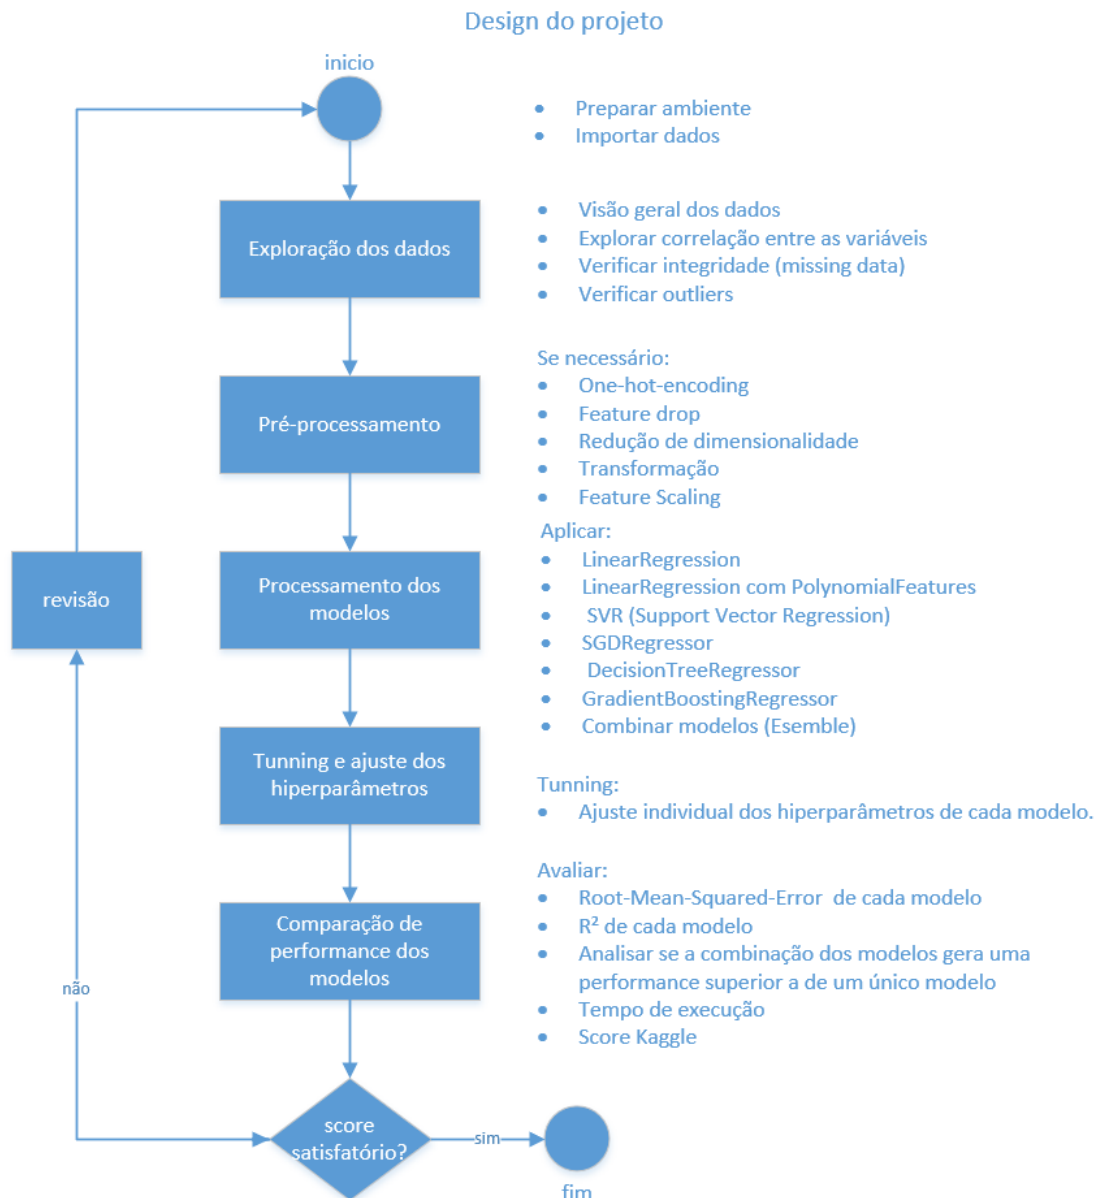 Design do projeto
inicio
• Preparar ambiente
• Importar dados
Exploração dos dados
• Visão geral dos dados
• Explorar correlação entre as variáveis
• Verificar integridade (missing data)
• Verificar outliers
Pré-processamento
Se necessário:
• One-hot-encoding
• Feature drop
• Redução de dimensionalidade
• Transformação
• Feature Scaling
revisão
Processamento dos
modelos
Aplicar:
• LinearRegression
• LinearRegression com PolynomialFeatures
• SVR (Support Vector Regression)
• SGDRegressor
• DecisionTreeRegressor
• GradientBoostingRegressor
• Combinar modelos (Esemble)
Tunning e ajuste dos
hiperparâmetros
Tunning:
• Ajuste individual dos hiperparâmetros de cada modelo.
Comparação de
performance dos
modelos
Avaliar:
• Root-Mean-Squared-Error de cada modelo
• R² de cada modelo
• Analisar se a combinação dos modelos gera uma
performance superior a de um único modelo
• Tempo de execução
• Score Kaggle
não
score
satisfatório?
sim
fim